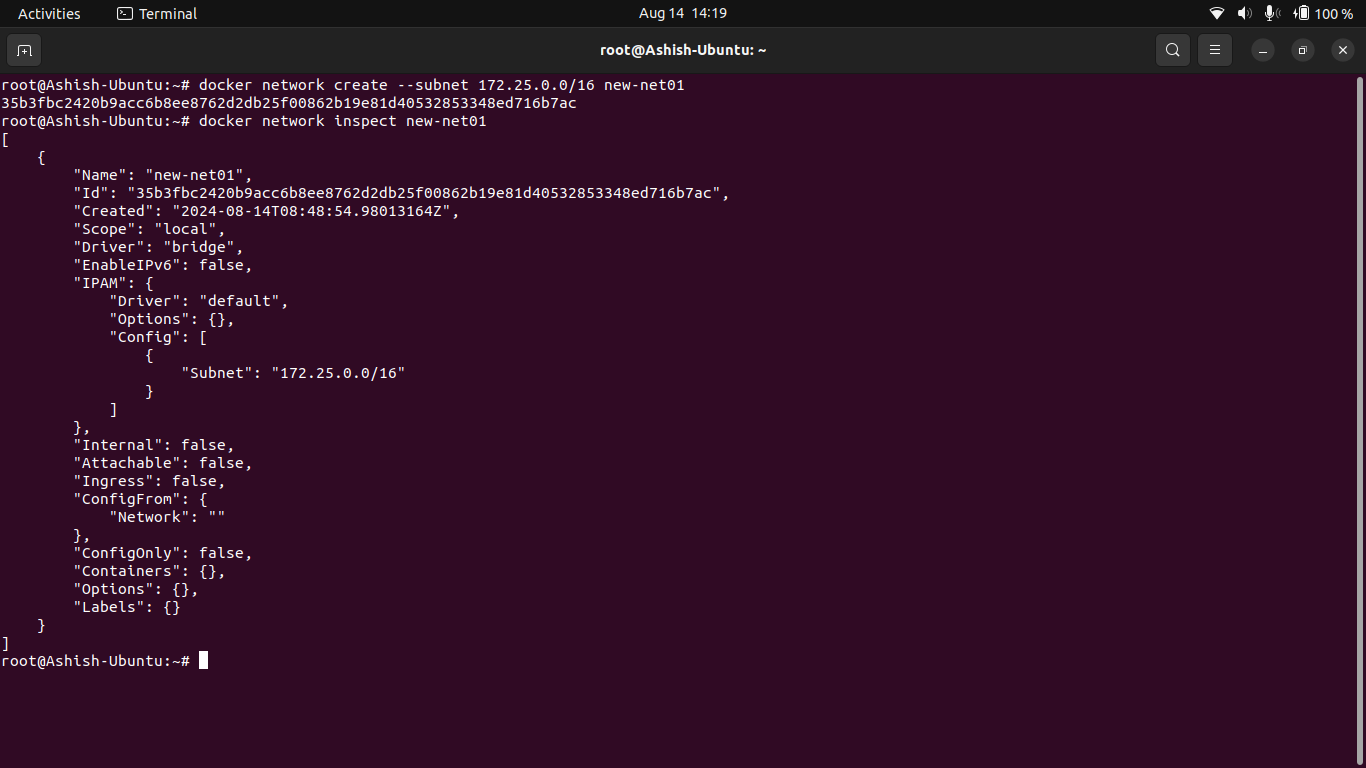 Activities Terminal Aug 14 14:19 100 %
root@Ashish-Ubuntu: ~
root@Ashish-Ubuntu:~# docker network create --subnet 172.25.0.0/16 new-net01
35b3fbc2420b9acc6b8ee8762d2db25f00862b19e81d40532853348ed716b7ac
root@Ashish-Ubuntu:~# docker network inspect new-net01
[
    {
        "Name": "new-net01",
        "Id": "35b3fbc2420b9acc6b8ee8762d2db25f00862b19e81d40532853348ed716b7ac",
        "Created": "2024-08-14T08:48:54.98013164Z",
        "Scope": "local",
        "Driver": "bridge",
        "EnableIPv6": false,
        "IPAM": {
            "Driver": "default",
            "Options": {},
            "Config": [
                {
                    "Subnet": "172.25.0.0/16"
                }
            ]
        },
        "Internal": false,
        "Attachable": false,
        "Ingress": false,
        "ConfigFrom": {
            "Network": ""
        },
        "ConfigOnly": false,
        "Containers": {},
        "Options": {},
        "Labels": {}
    }
]
root@Ashish-Ubuntu:~#